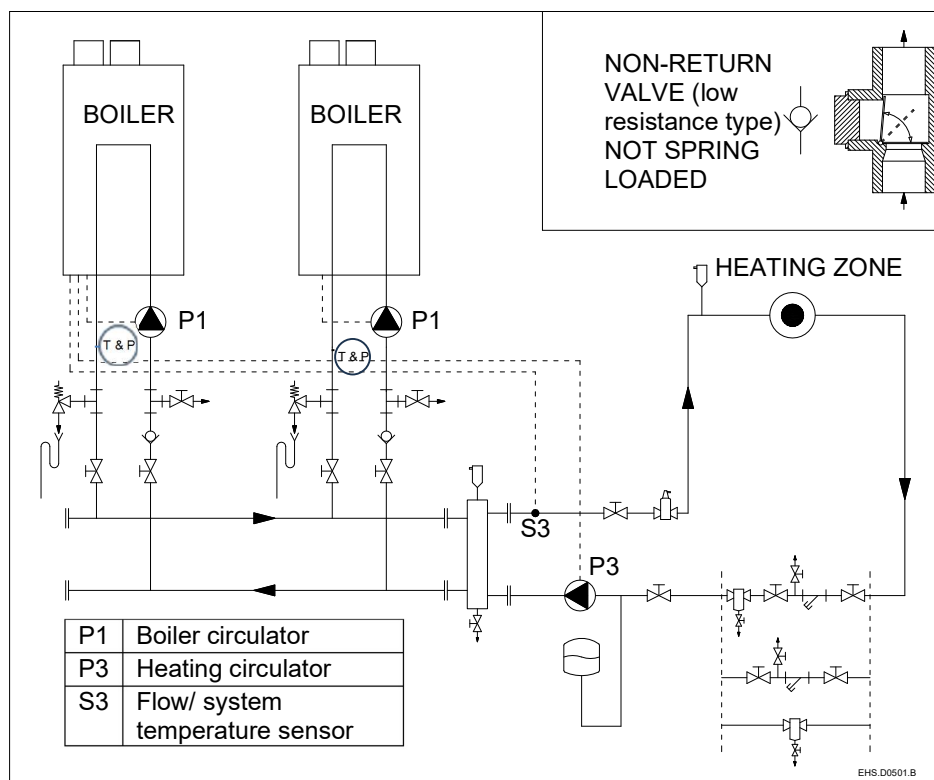 BOILER
BOILER
NON-RETURN
VALVE (low
resistance type)
NOT SPRING
LOADED
HEATING ZONE
P1
P1
T & P
T & P
S3
P3
P1 Boiler circulator
P3 Heating circulator
S3 Flow/ system
temperature sensor
EHS.D0501.B